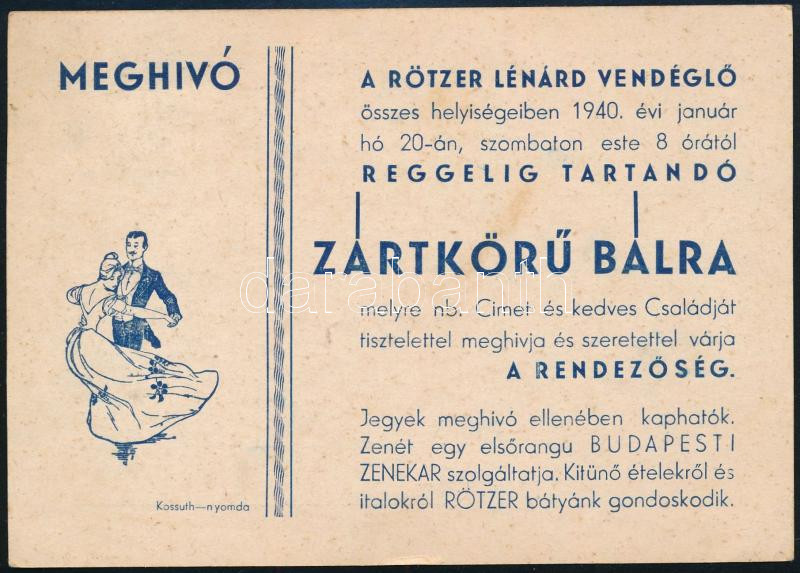 MEGHIVÓ
A RÖTZER LÉNÁRD VENDÉGLŐ
összes helyiségeiben 1940. évi január
hó 20-án, szombaton este 8 órától
REGGELIG TARTANDÓ
ZÁRTKÖRŰ BÁLRA
melyre nb. Cimet és kedves Családját
tisztelettel meghivja és szeretettel várja
A RENDEZŐSÉG.
Jegyek meghivó ellenében kaphatók.
Zenét egy elsőrangu BUDAPESTI
ZENEKAR szolgáltatja. Kitünő ételekről és
italokról RÖTZER bátyánk gondoskodik.
Kossuth—nyomda
darabanth